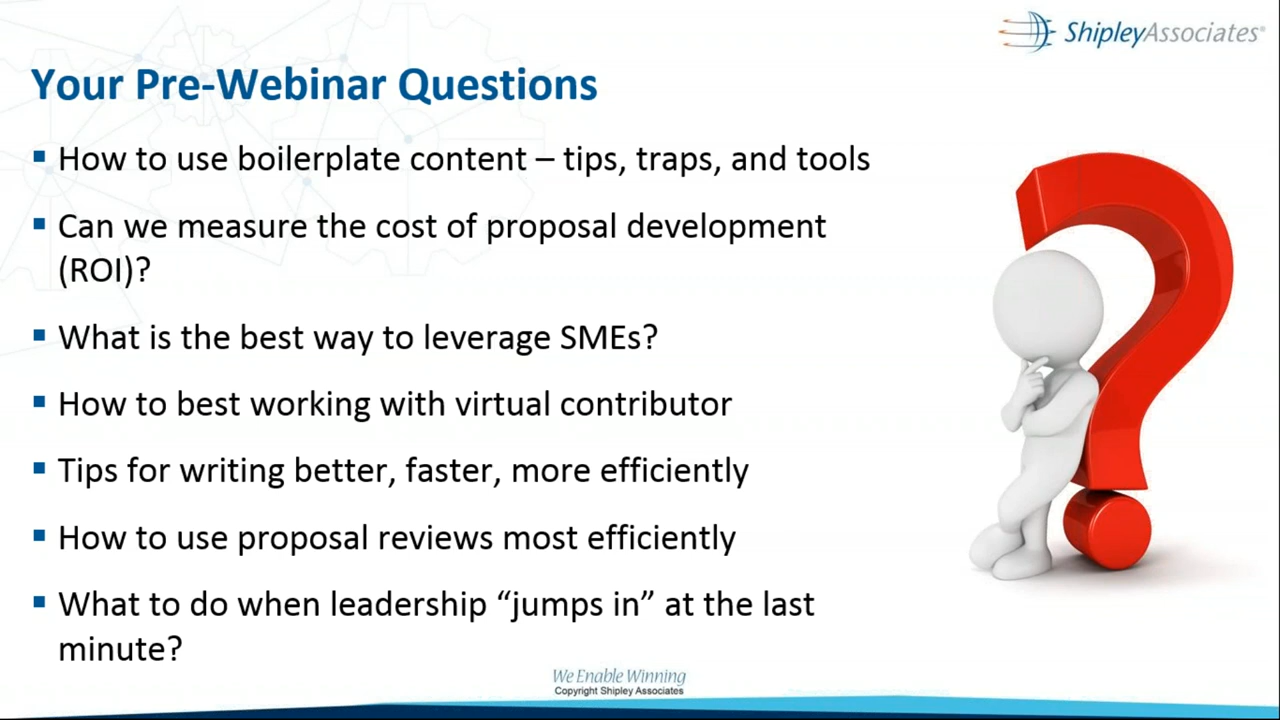 ShipleyAssociates®
Your Pre-Webinar Questions
▪ How to use boilerplate content – tips, traps, and tools
▪ Can we measure the cost of proposal development
(ROI)?
▪ What is the best way to leverage SMEs?
▪ How to best working with virtual contributor
▪ Tips for writing better, faster, more efficiently
▪ How to use proposal reviews most efficiently
▪ What to do when leadership “jumps in” at the last
minute?
We Enable Winning
Copyright Shipley Associates